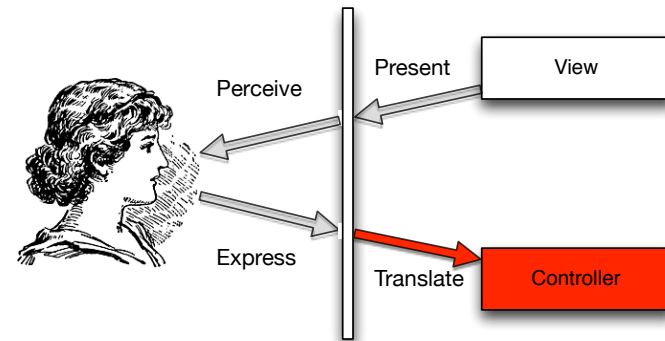 Present
View
Perceive
Express
Translate
Controller